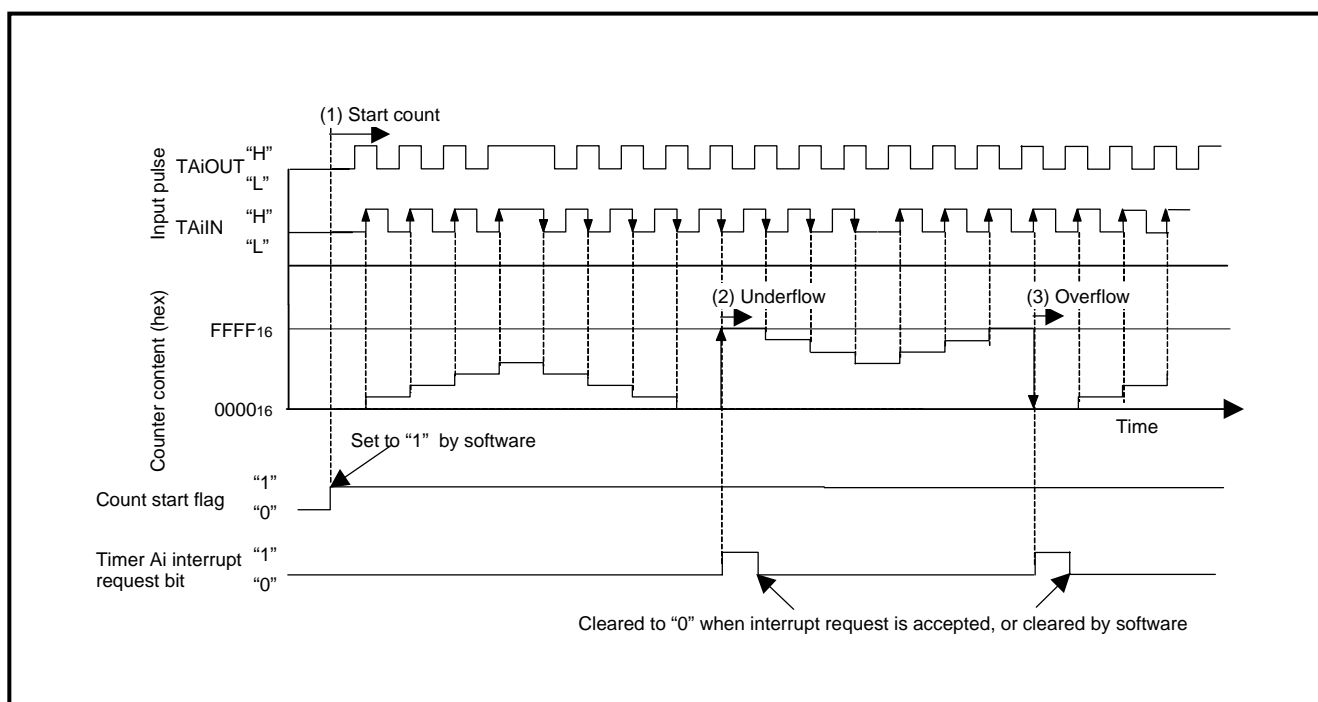 (1) Start count
Input pulse
TAiOUT
“H”
“L”
TAiIN
“H”
“L”
Counter content (hex)
(2) Underflow
(3) Overflow
FFFF16
000016
Time
Set to “1” by software
Count start flag
“1”
“0”
Timer Ai interrupt
request bit
“1”
“0”
Cleared to “0” when interrupt request is accepted, or cleared by software